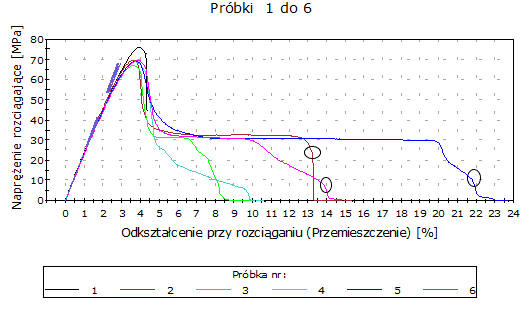 Próbki 1 do 6
Naprężenie rozciągające [MPa]
80
70
60
50
40
30
20
10
0
0 1 2 3 4 5 6 7 8 9 10 11 12 13 14 15 16 17 18 19 20 21 22 23 24
Odkształcenie przy rozciąganiu (Przemieszczenie) [%]
Próbka nr:
1 2 3 4 5 6